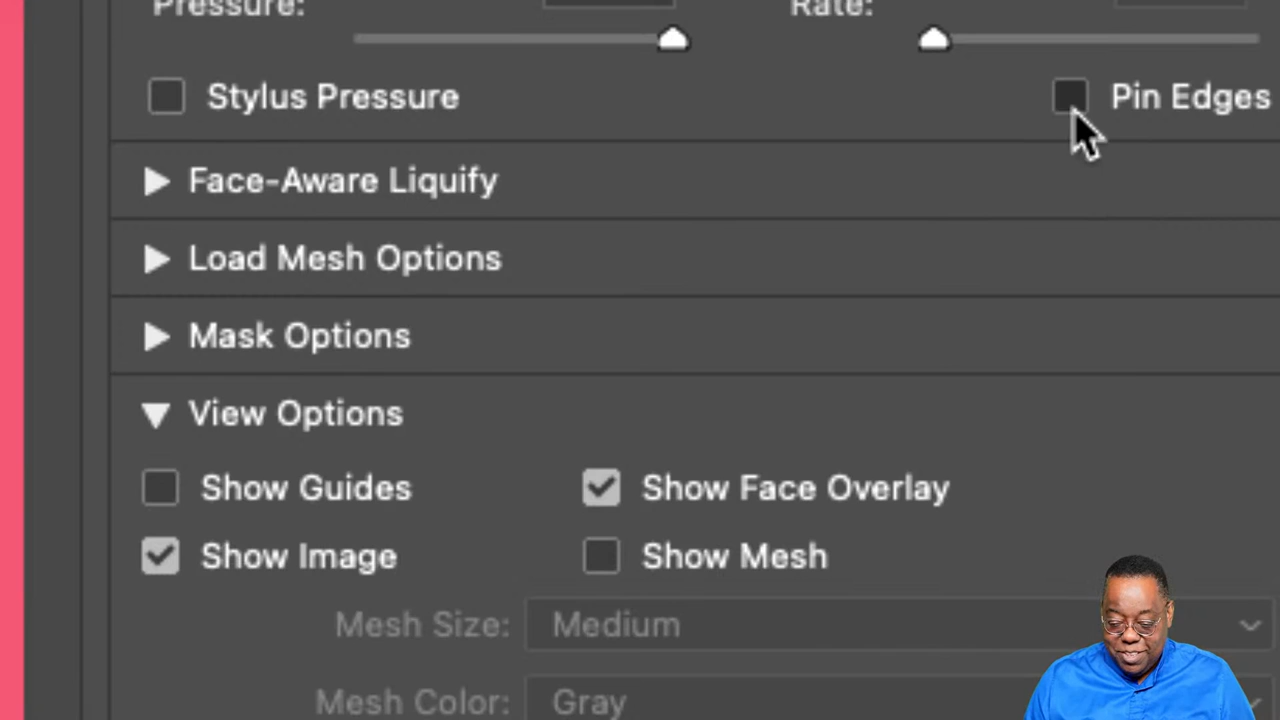 Pressure: Rate:
Stylus Pressure Pin Edges
Face-Aware Liquify
Load Mesh Options
Mask Options
View Options
Show Guides Show Face Overlay
Show Image Show Mesh
Mesh Size: Medium
Mesh Color: Gray